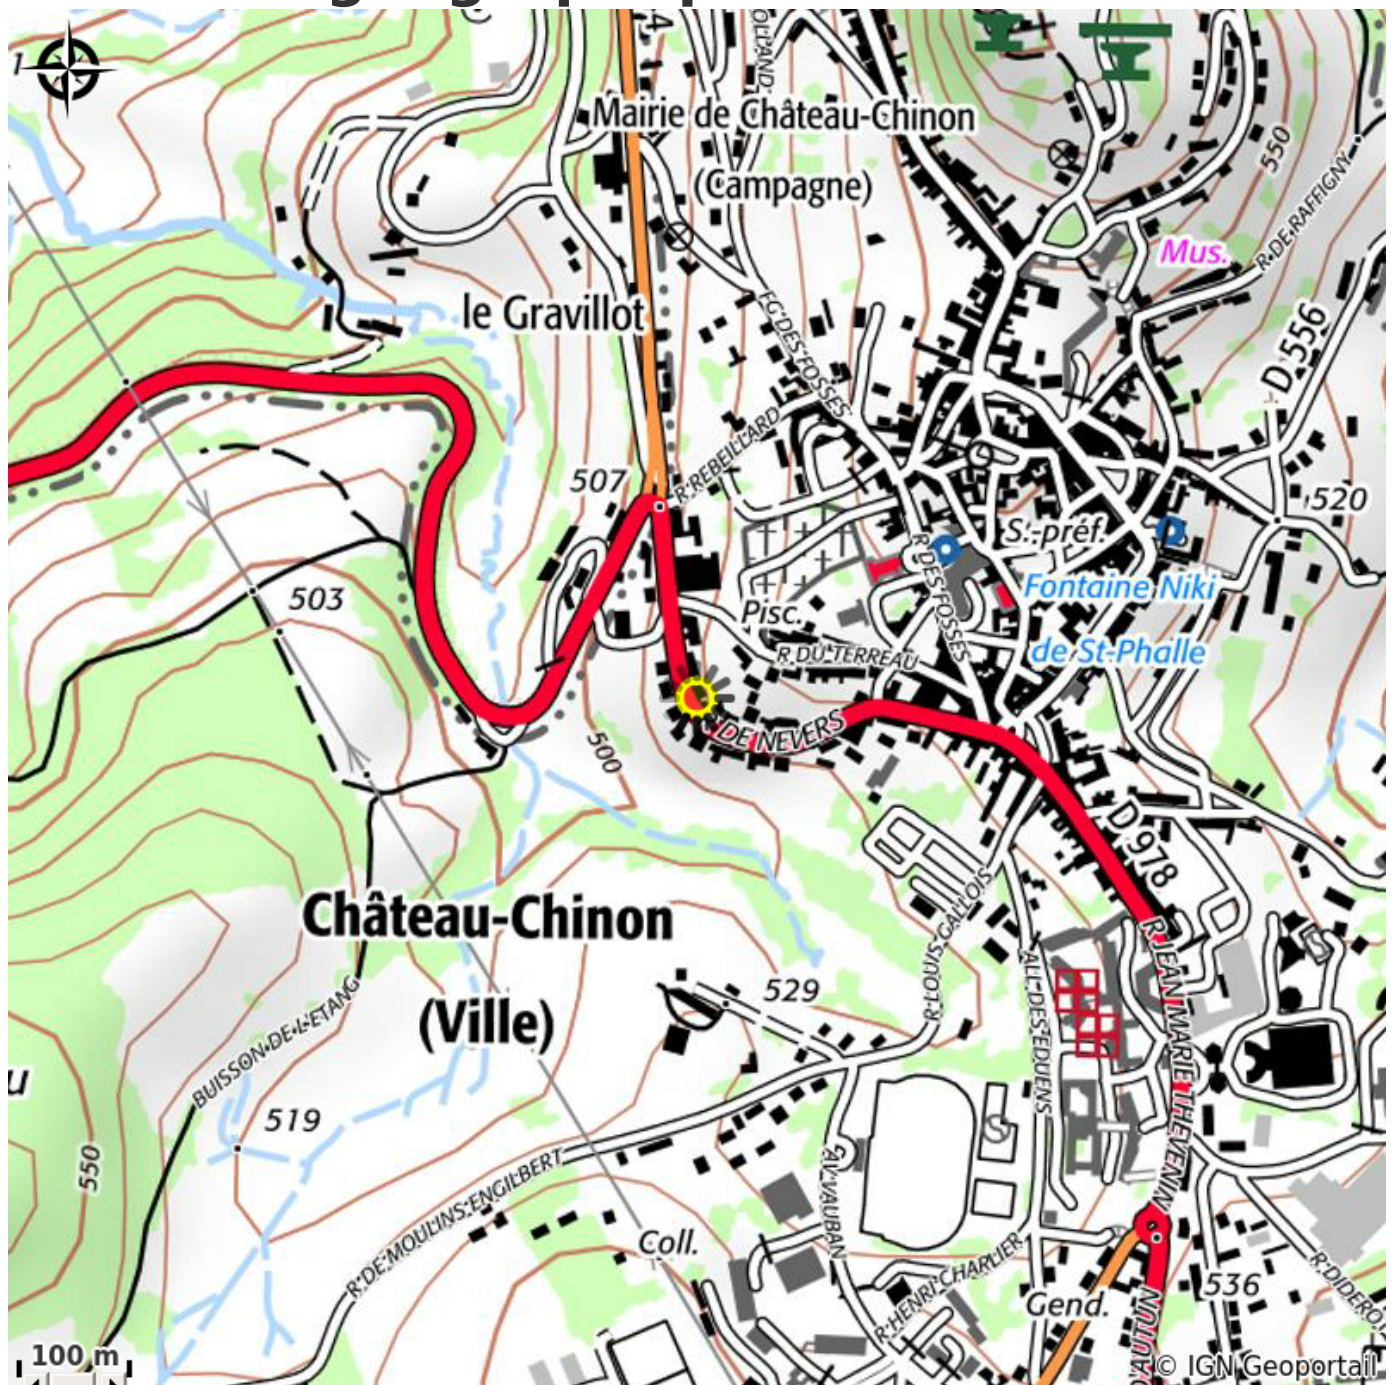 Mairie de Château-Chinon
(Campagne)
550
R·DE·RAFFIGNY
Mus.
le Gravillot
FG·DES·FOSSES
D 556
R·REBEILLARD
507
520
S.-préf.
R·DES·FOSSES
Fontaine Niki
de St-Phalle
503
Pisc.
R·DU·TERREAU
DE NEVERS
500
D 978
Château-Chinon
(Ville)
R·LOUIS·GALLOIS
R·JEAN·MARIE·THEVENIN
ALL·DES·EDUENS
529
BUISSON·DE·L'ETANG
519
550
R·DE·MOULINS·ENGILBERT
AV·VAUBAN
Coll.
R·HENRI·CHARLIER
Gend.
536
R·DIDEROT
D'AUTUN
100 m
© IGN Geoportail